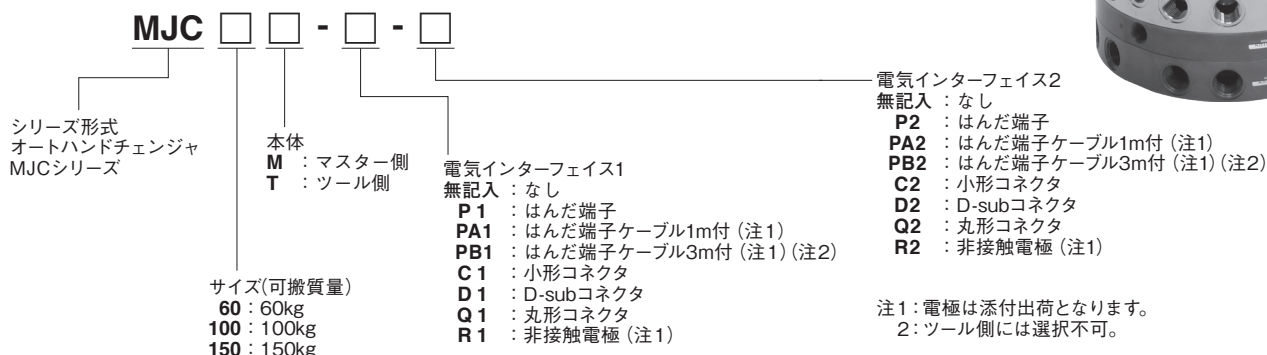 MJC □ □ - □ - □
シリーズ形式
オートハンドチェンジャ
MJCシリーズ
サイズ(可搬質量)
60：60kg
100：100kg
150：150kg
本体
M ：マスター側
T ：ツール側
電気インターフェイス1
無記入：なし
P1 ：はんだ端子
PA1 ：はんだ端子ケーブル1m付（注1）
PB1 ：はんだ端子ケーブル3m付（注1）（注2）
C1 ：小形コネクタ
D1 ：D-subコネクタ
Q1 ：丸形コネクタ
R1 ：非接触電極（注1）
電気インターフェイス2
無記入：なし
P2 ：はんだ端子
PA2 ：はんだ端子ケーブル1m付（注1）
PB2 ：はんだ端子ケーブル3m付（注1）（注2）
C2 ：小形コネクタ
D2 ：D-subコネクタ
Q2 ：丸形コネクタ
R2 ：非接触電極（注1）
注1：電極は添付出荷となります。
2：ツール側には選択不可。